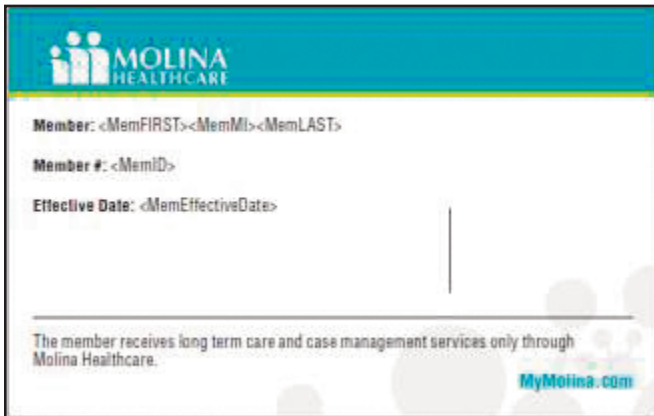 MOLINA
HEALTHCARE
Member: <MemFIRST><MemMI><MemLAST>
Member #: <MemID>
Effective Date: <MemEffectiveDate>
The member receives long term care and case management services only through
Molina Healthcare.
MyMolina.com